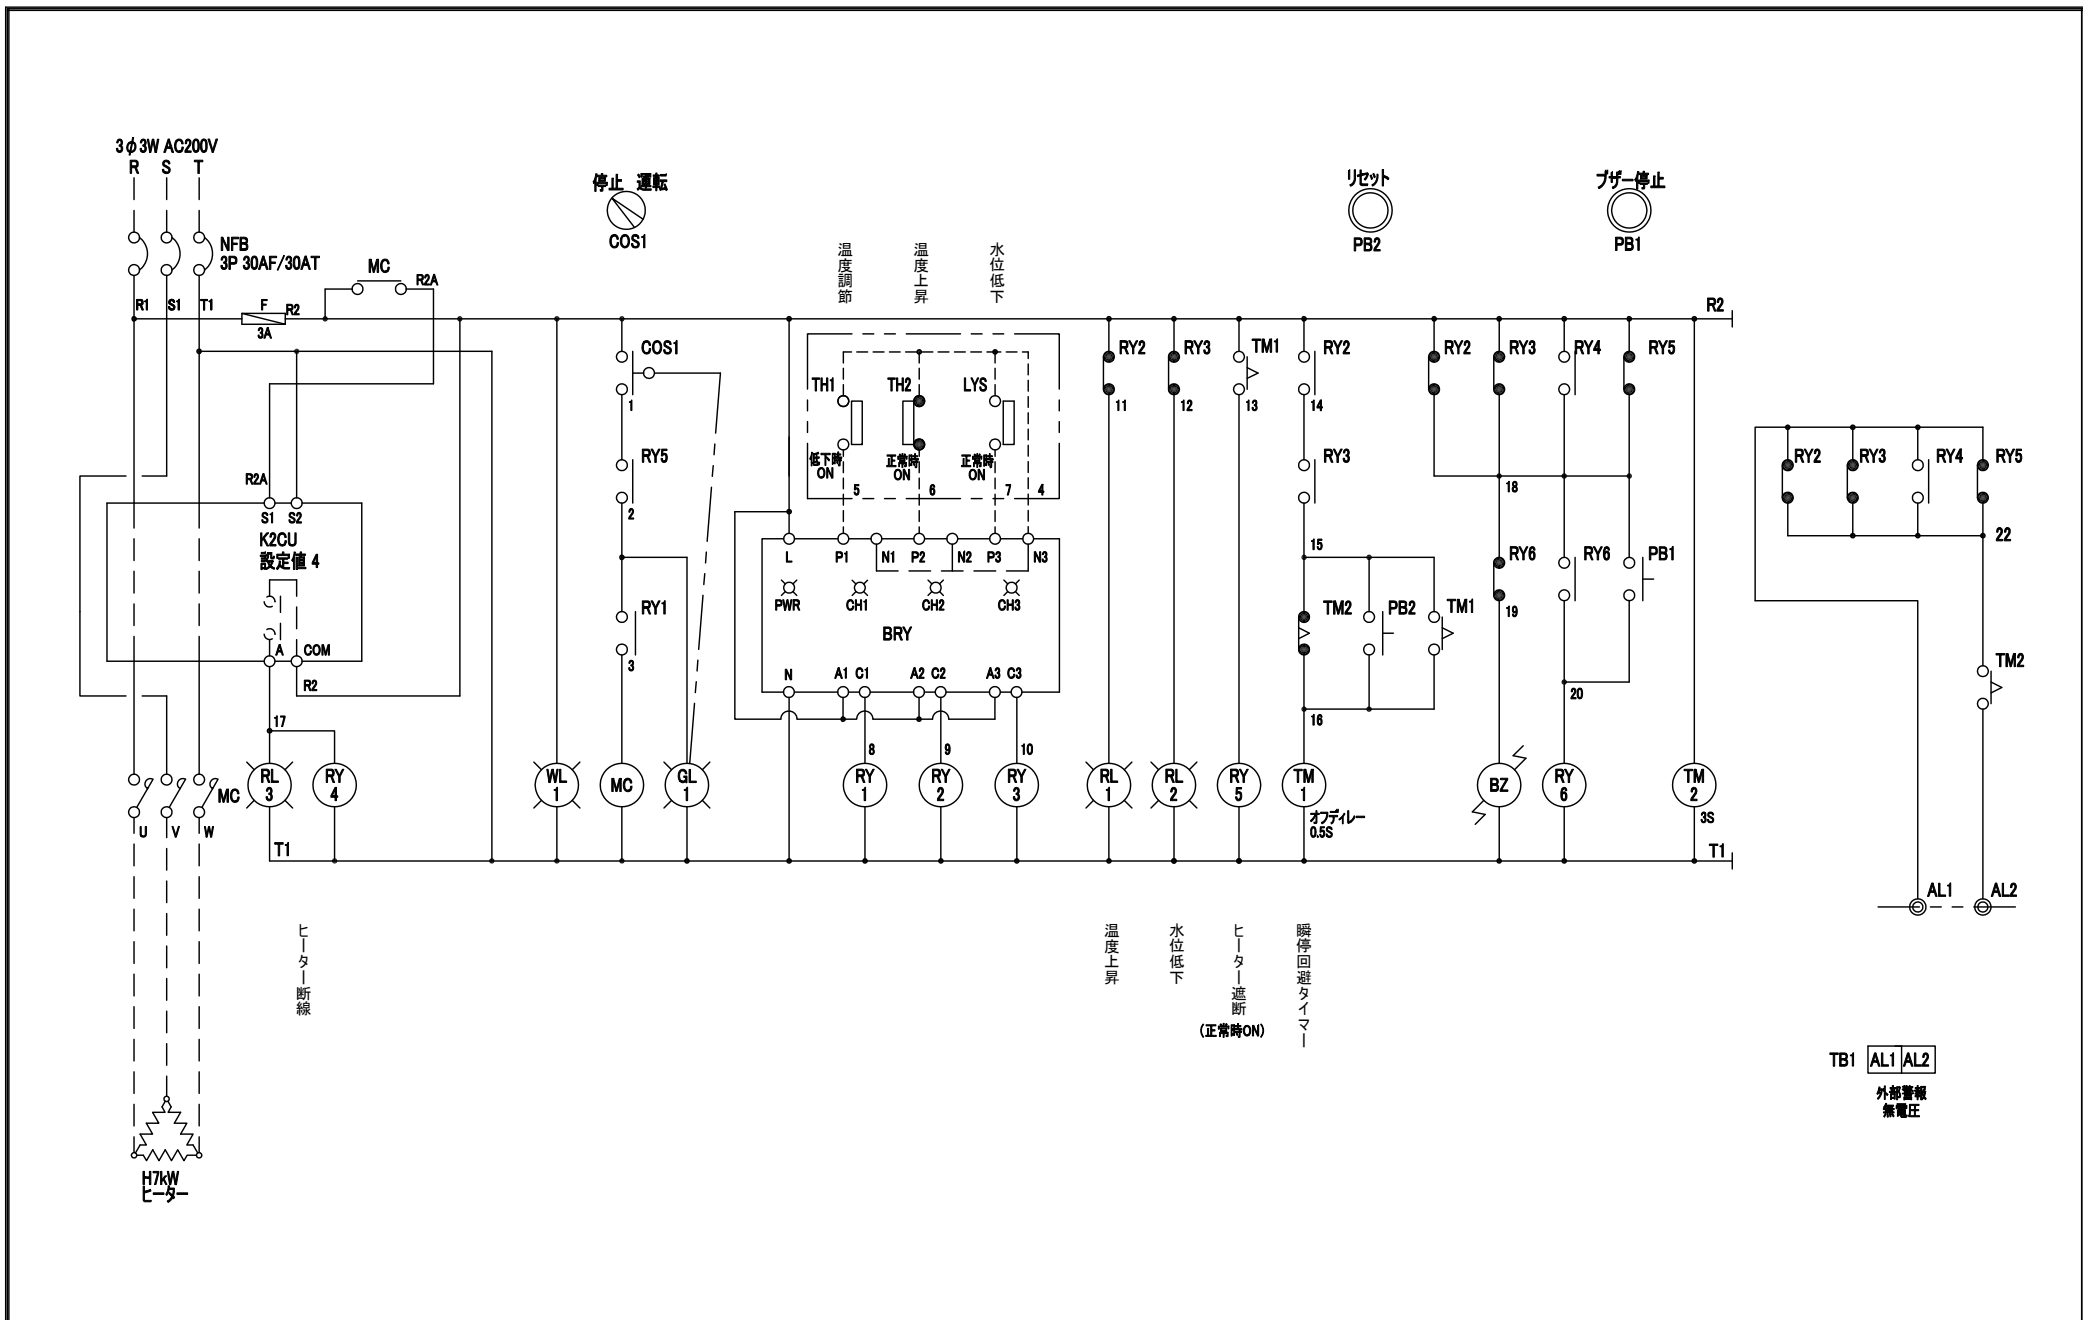 3φ3W AC200V
R S T
停止 運転
COS1
リセット
PB2
ブザー停止
PB1
NFB
3P 30AF/30AT
MC
R2A
温度調節
温度上昇
水位低下
R1 S1 T1
F
3A
R2
R2
COS1
1
RY5
2
RY1
3
TH1
低下時
ON
5
TH2
正常時
ON
6
LYS
正常時
ON
7 4
RY2
11
RY3
12
TM1
13
RY2
14
RY3
15
TM2 PB2 TM1
16
RY2 RY3 RY4 RY5
18
RY6 RY6 PB1
19
20
RY2 RY3 RY4 RY5
22
TM2
R2A
S1 S2
K2CU
設定値 4
A COM
R2
17
L P1 N1 P2 N2 P3 N3
PWR CH1 CH2 CH3
BRY
N A1 C1 A2 C2 A3 C3
8 9 10
MC
U V W
RL
3
RY
4
WL
1
MC
GL
1
RY
1
RY
2
RY
3
RL
1
RL
2
RY
5
TM
1
オフディレー
0.5S
BZ
RY
6
TM
2
3S
T1
T1
AL1 AL2
ヒーター断線
温度上昇
水位低下
ヒーター遮断
(正常時ON)
瞬停回避タイマー
TB1 AL1 AL2
外部警報
無電圧
H7kW
ヒーター